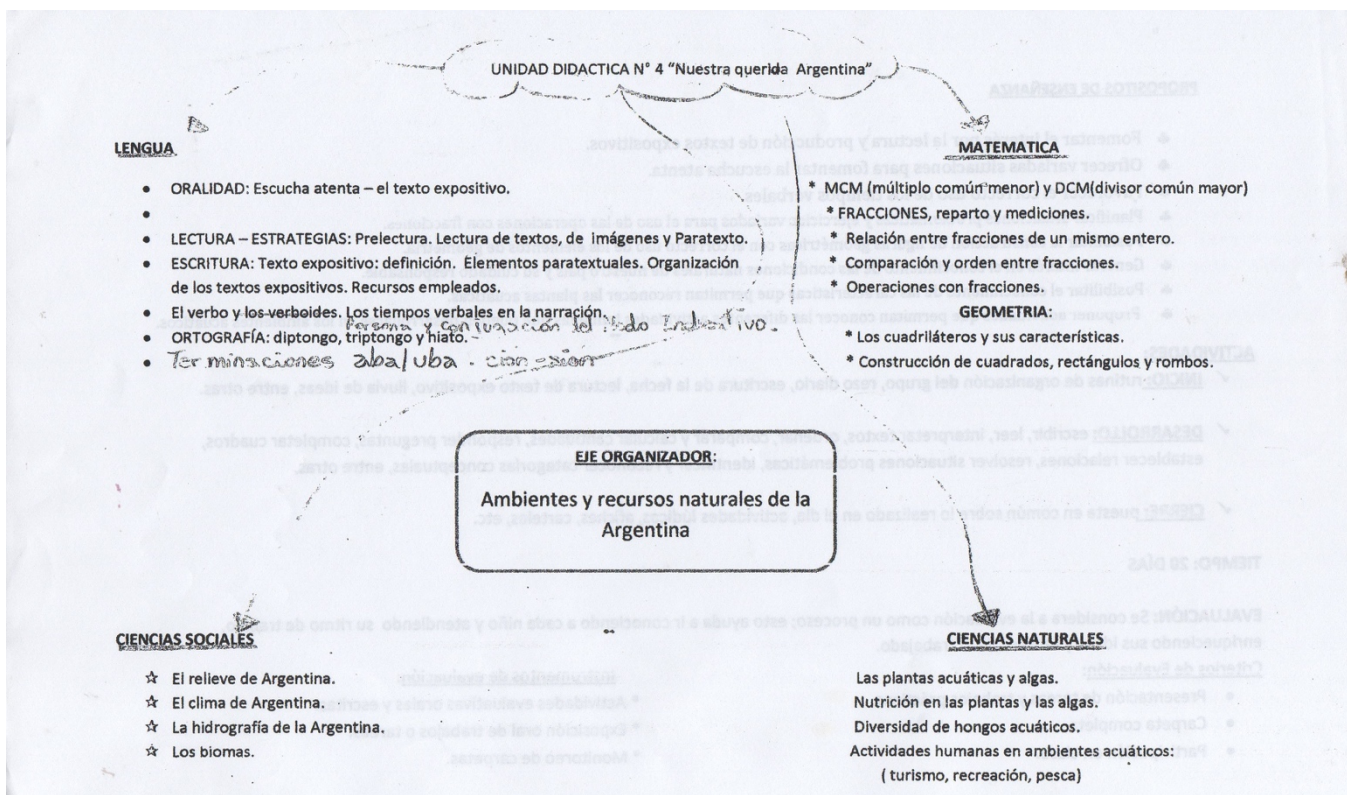 UNIDAD DIDACTICA N° 4 "Nuestra querida Argentina"
LENGUA
• ORALIDAD: Escucha atenta – el texto expositivo.
•
• LECTURA – ESTRATEGIAS: Prelectura. Lectura de textos, de Imágenes y Paratexto.
• ESCRITURA: Texto expositivo: definición. Elementos paratextuales. Organización
de los textos expositivos. Recursos empleados.
• El verbo y los verboides. Los tiempos verbales en la narración.
Persona y Conjugación del Modo Indicativo.
• ORTOGRAFÍA: diptongo, triptongo y hiato.
• Terminaciones aba/uba - cion - sion
MATEMATICA
* MCM (múltiplo común menor) y DCM(divisor común mayor)
* FRACCIONES, reparto y mediciones.
* Relación entre fracciones de un mismo entero.
* Comparación y orden entre fracciones.
* Operaciones con fracciones.
GEOMETRIA:
* Los cuadriláteros y sus características.
* Construcción de cuadrados, rectángulos y rombos.
EJE ORGANIZADOR:
Ambientes y recursos naturales de la
Argentina
CIENCIAS SOCIALES
☆ El relieve de Argentina.
☆ El clima de Argentina.
☆ La hidrografía de la Argentina.
☆ Los biomas.
CIENCIAS NATURALES
Las plantas acuáticas y algas.
Nutrición en las plantas y las algas.
Diversidad de hongos acuáticos.
Actividades humanas en ambientes acuáticos:
( turismo, recreación, pesca)